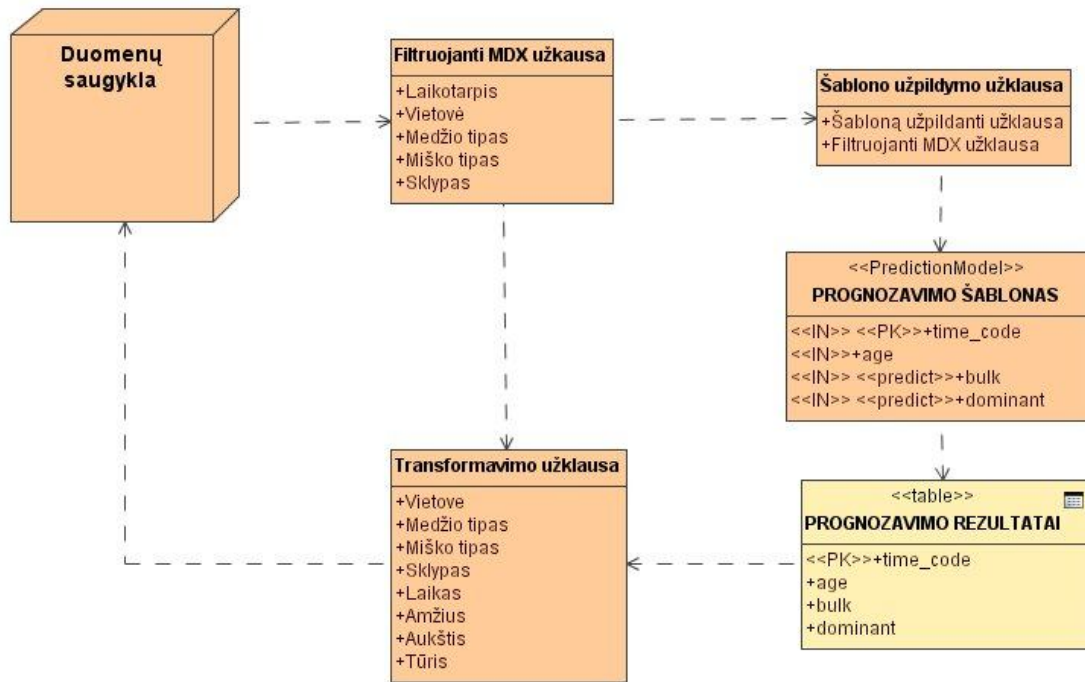 Duomenų
saugykla
Filtruojanti MDX užkausa
+Laikotarpis
+Vietovė
+Medžio tipas
+Miško tipas
+Sklypas
Šablono užpildymo užklausa
+Šabloną užpildanti užklausa
+Filtruojanti MDX užklausa
<<PredictionModel>>
PROGNOZAVIMO ŠABLONAS
<<IN>> <<PK>>+time_code
<<IN>>+age
<<IN>> <<predict>>+bulk
<<IN>> <<predict>>+dominant
Transformavimo užklausa
+Vietove
+Medžio tipas
+Miško tipas
+Sklypas
+Laikas
+Amžius
+Aukštis
+Tūris
<<table>>
PROGNOZAVIMO REZULTATAI
<<PK>>+time_code
+age
+bulk
+dominant